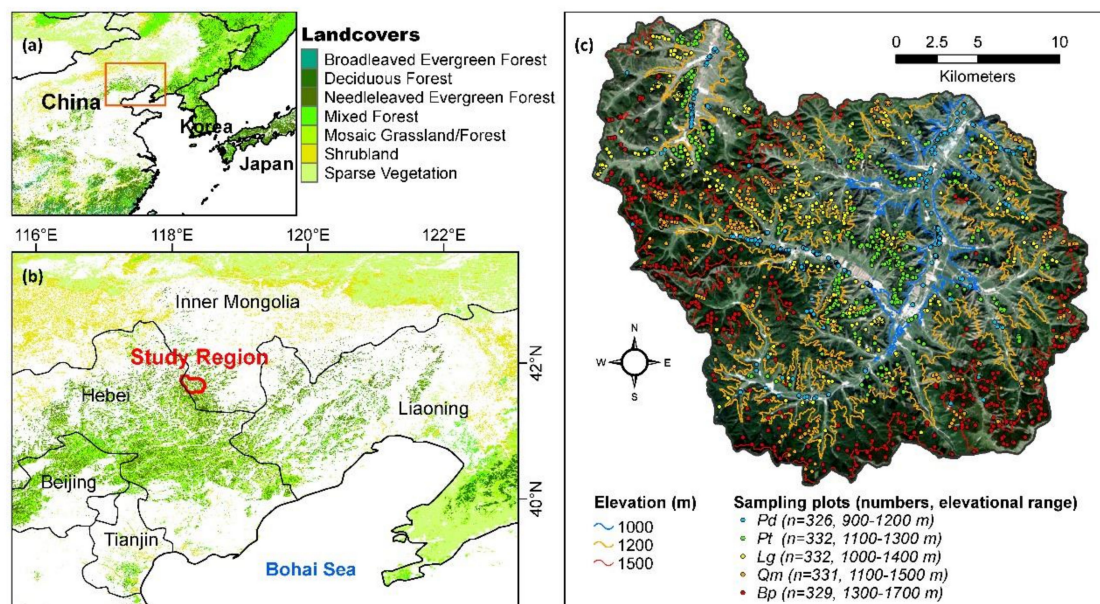 (a)
China
Korea
Japan
Landcovers
Broadleaved Evergreen Forest
Deciduous Forest
Needleleaved Evergreen Forest
Mixed Forest
Mosaic Grassland/Forest
Shrubland
Sparse Vegetation
116°E 118°E 120°E 122°E
(b)
Inner Mongolia
Study Region
42°N
Hebei
Liaoning
Beijing
40°N
Tianjin
Bohai Sea
(c)
0 2.5 5 10
Kilometers
N
W E
S
Elevation (m)
1000
1200
1500
Sampling plots (numbers, elevational range)
Pd (n=326, 900-1200 m)
Pt (n=332, 1100-1300 m)
Lg (n=332, 1000-1400 m)
Qm (n=331, 1100-1500 m)
Bp (n=329, 1300-1700 m)